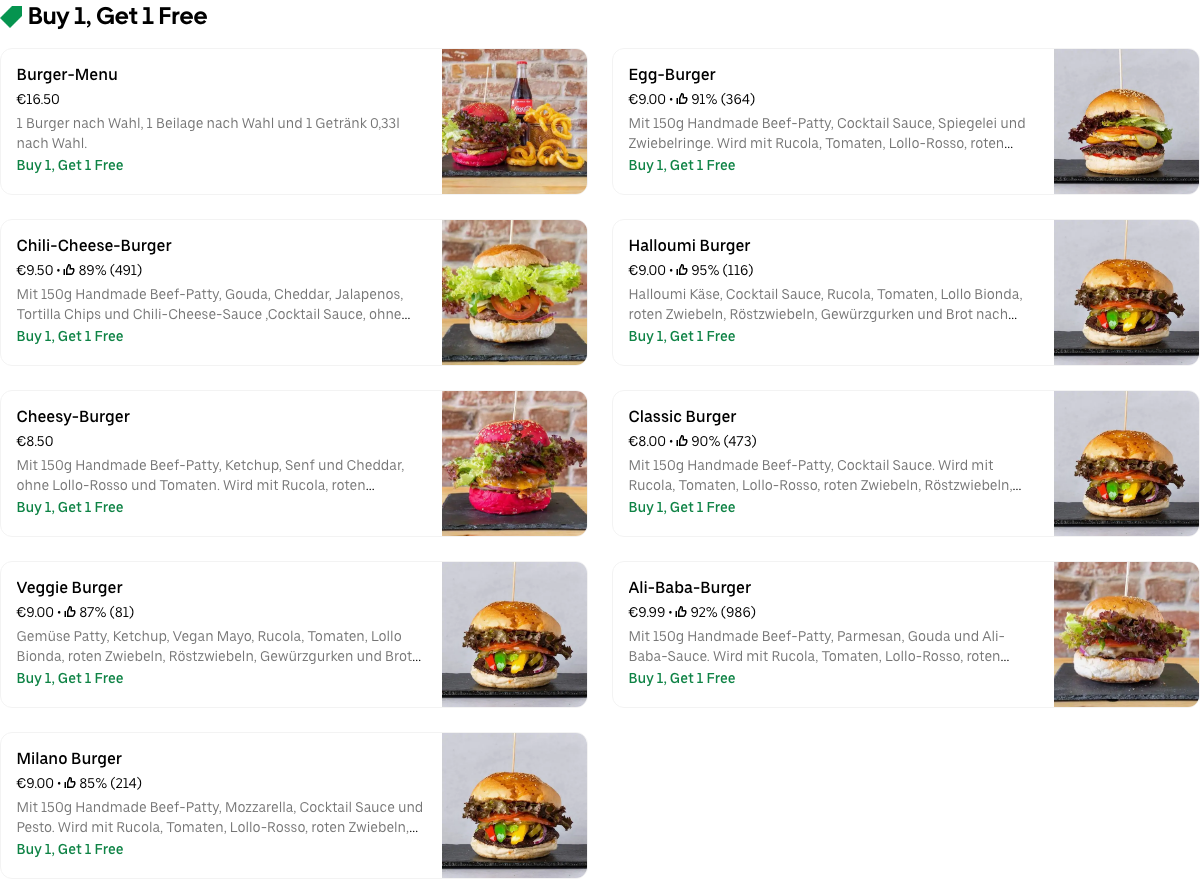 Buy 1, Get 1 Free
Burger-Menu
€16.50
1 Burger nach Wahl, 1 Beilage nach Wahl und 1 Getränk 0,33l
nach Wahl.
Buy 1, Get 1 Free
Egg-Burger
€9.00 • 91% (364)
Mit 150g Handmade Beef-Patty, Cocktail Sauce, Spiegelei und
Zwiebelringe. Wird mit Rucola, Tomaten, Lollo-Rosso, roten...
Buy 1, Get 1 Free
Chili-Cheese-Burger
€9.50 • 89% (491)
Mit 150g Handmade Beef-Patty, Gouda, Cheddar, Jalapenos,
Tortilla Chips und Chili-Cheese-Sauce ,Cocktail Sauce, ohne...
Buy 1, Get 1 Free
Halloumi Burger
€9.00 • 95% (116)
Halloumi Käse, Cocktail Sauce, Rucola, Tomaten, Lollo Bionda,
roten Zwiebeln, Röstzwiebeln, Gewürzgurken und Brot nach...
Buy 1, Get 1 Free
Cheesy-Burger
€8.50
Mit 150g Handmade Beef-Patty, Ketchup, Senf und Cheddar,
ohne Lollo-Rosso und Tomaten. Wird mit Rucola, roten...
Buy 1, Get 1 Free
Classic Burger
€8.00 • 90% (473)
Mit 150g Handmade Beef-Patty, Cocktail Sauce. Wird mit
Rucola, Tomaten, Lollo-Rosso, roten Zwiebeln, Röstzwiebeln,...
Buy 1, Get 1 Free
Veggie Burger
€9.00 • 87% (81)
Gemüse Patty, Ketchup, Vegan Mayo, Rucola, Tomaten, Lollo
Bionda, roten Zwiebeln, Röstzwiebeln, Gewürzgurken und Brot...
Buy 1, Get 1 Free
Ali-Baba-Burger
€9.99 • 92% (986)
Mit 150g Handmade Beef-Patty, Parmesan, Gouda und Ali-
Baba-Sauce. Wird mit Rucola, Tomaten, Lollo-Rosso, roten...
Buy 1, Get 1 Free
Milano Burger
€9.00 • 85% (214)
Mit 150g Handmade Beef-Patty, Mozzarella, Cocktail Sauce und
Pesto. Wird mit Rucola, Tomaten, Lollo-Rosso, roten Zwiebeln,...
Buy 1, Get 1 Free